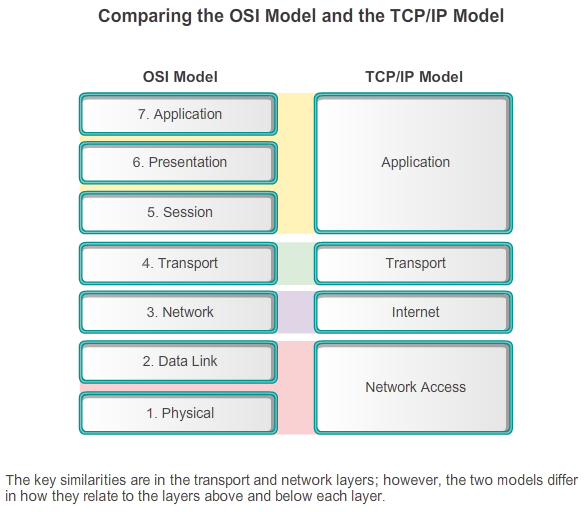 Comparing the OSI Model and the TCP/IP Model
OSI Model
TCP/IP Model
7. Application
6. Presentation
5. Session
4. Transport
3. Network
2. Data Link
1. Physical
Application
Transport
Internet
Network Access
The key similarities are in the transport and network layers; however, the two models differ
in how they relate to the layers above and below each layer.